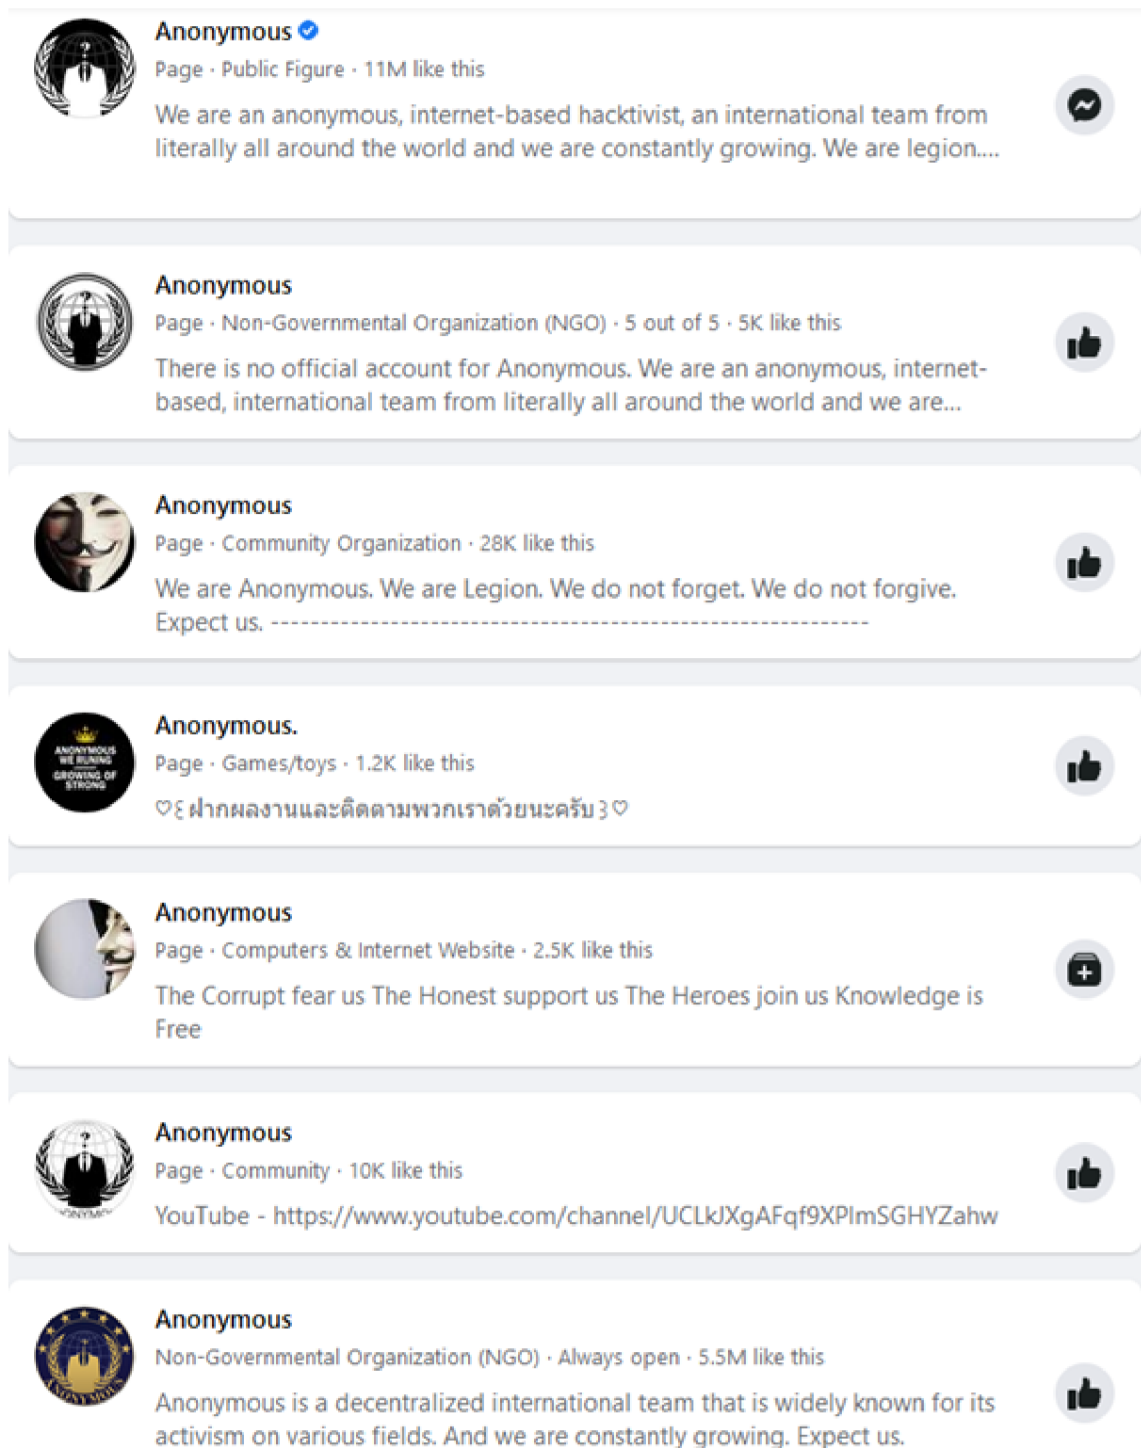 Anonymous
Page · Public Figure · 11M like this
We are an anonymous, internet-based hacktivist, an international team from
literally all around the world and we are constantly growing. We are legion....
Anonymous
Page · Non-Governmental Organization (NGO) · 5 out of 5 · 5K like this
There is no official account for Anonymous. We are an anonymous, internet-
based, international team from literally all around the world and we are...
Anonymous
Page · Community Organization · 28K like this
We are Anonymous. We are Legion. We do not forget. We do not forgive.
Expect us. ------------------------------------------------------------
ANONYMOUS
WE RUNING
GROWING OF
STRONG
Anonymous.
Page · Games/toys · 1.2K like this
♡꒰ ฝากผลงานและติดตามพวกเราด้วยนะครับ ꒱♡
Anonymous
Page · Computers & Internet Website · 2.5K like this
The Corrupt fear us The Honest support us The Heroes join us Knowledge is
Free
Anonymous
Page · Community · 10K like this
YouTube - https://www.youtube.com/channel/UCLkJXgAFqf9XPlmSGHYZahw
ANONYMOUS
Anonymous
Non-Governmental Organization (NGO) · Always open · 5.5M like this
Anonymous is a decentralized international team that is widely known for its
activism on various fields. And we are constantly growing. Expect us.